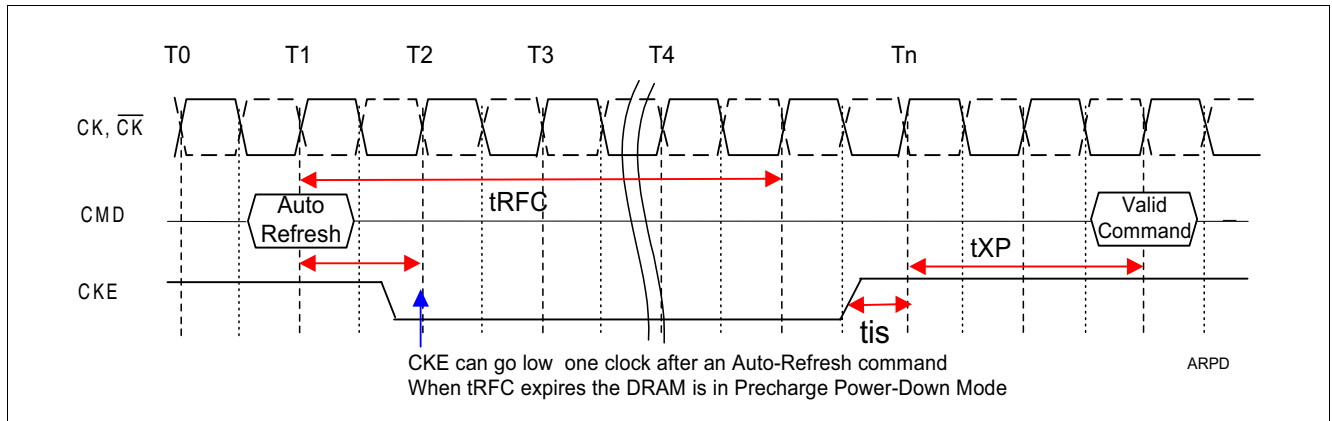 T0 T1 T2 T3 T4 Tn
CK, C̅K̅
tRFC
CMD
Auto
Refresh
Valid
Command
tXP
CKE
tis
CKE can go low one clock after an Auto-Refresh command
When tRFC expires the DRAM is in Precharge Power-Down Mode
ARPD